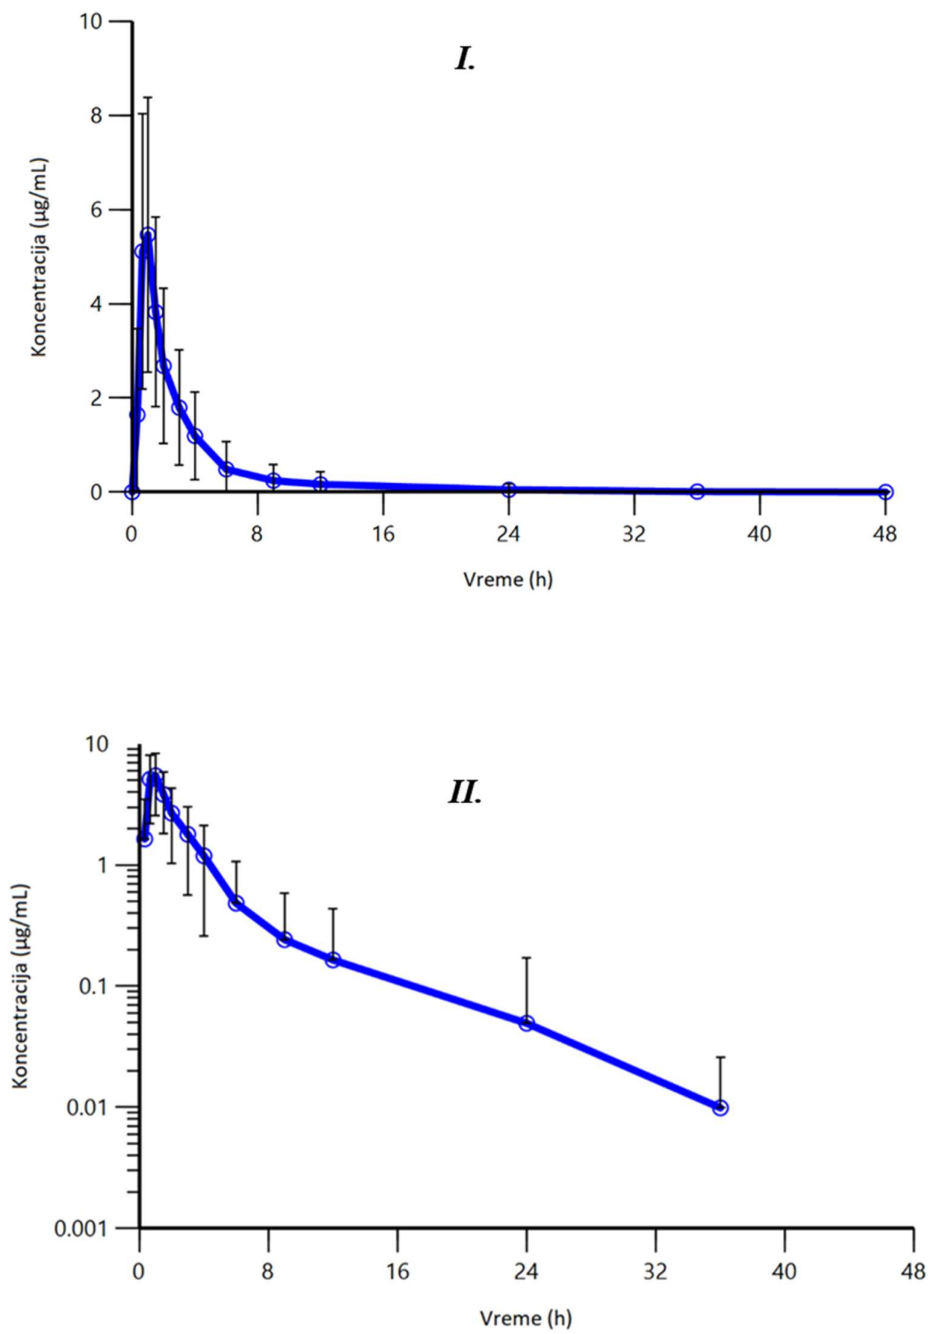 I.
Koncentracija (µg/mL)
10
8
6
4
2
0
0 8 16 24 32 40 48
Vreme (h)
II.
Koncentracija (µg/mL)
10
1
0.1
0.01
0.001
0 8 16 24 32 40 48
Vreme (h)